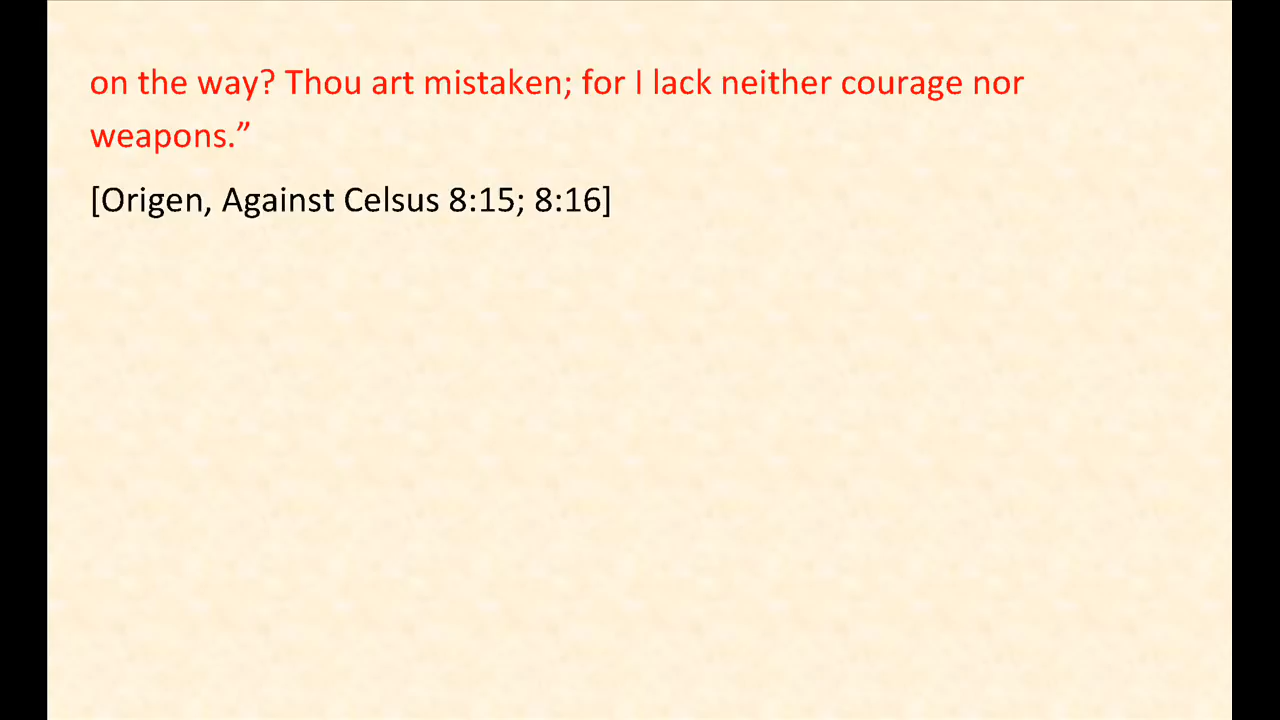 on the way? Thou art mistaken; for I lack neither courage nor
weapons.”
[Origen, Against Celsus 8:15; 8:16]